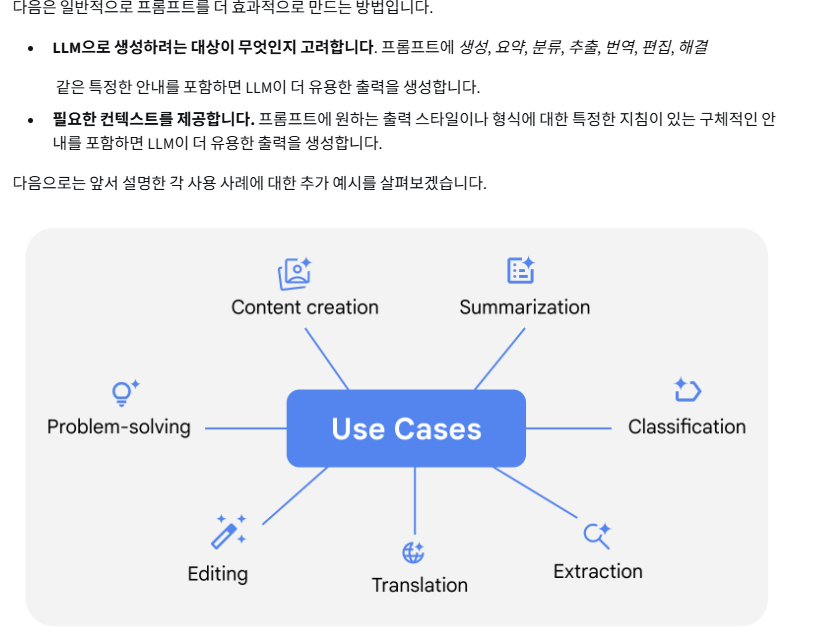 다음은 일반적으로 프롬프트를 더 효과적으로 만드는 방법입니다.
LLM으로 생성하려는 대상이 무엇인지 고려합니다. 프롬프트에 생성, 요약, 분류, 추출, 번역, 편집, 해결
같은 특정한 안내를 포함하면 LLM이 더 유용한 출력을 생성합니다.
필요한 컨텍스트를 제공합니다. 프롬프트에 원하는 출력 스타일이나 형식에 대한 특정한 지침이 있는 구체적인 안
내를 포함하면 LLM이 더 유용한 출력을 생성합니다.
다음으로는 앞서 설명한 각 사용 사례에 대한 추가 예시를 살펴보겠습니다.
Content creation
Summarization
Problem-solving
Use Cases
Classification
Editing
Translation
Extraction